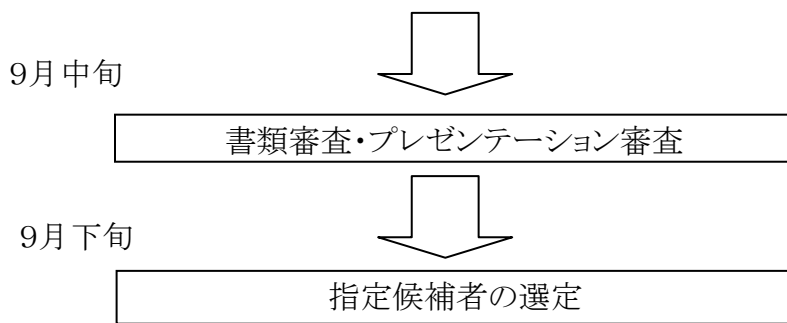 9月中旬
書類審査・プレゼンテーション審査
9月下旬
指定候補者の選定